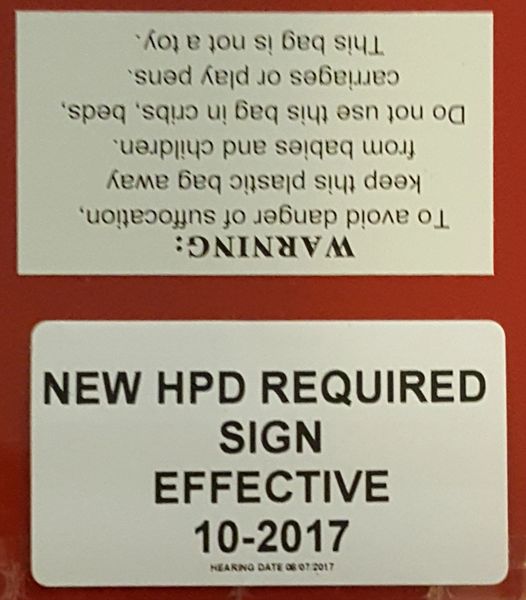 WARNING:
To avoid danger of suffocation,
keep this plastic bag away
from babies and children.
Do not use this bag in cribs, beds,
carriages or play pens.
This bag is not a toy.
NEW HPD REQUIRED
SIGN
EFFECTIVE
10-2017
HEARING DATE 08/07/2017